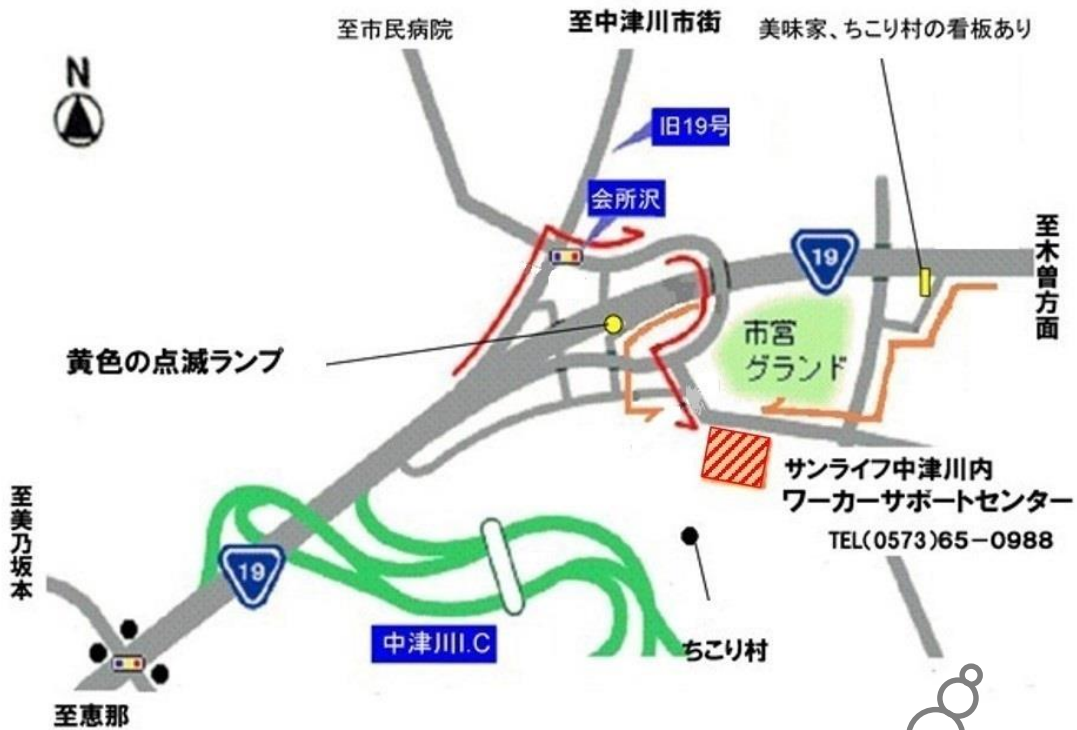 至市民病院
至中津川市街
美味家、ちこり村の看板あり
N
旧19号
会所沢
19
至木曽方面
市営
グランド
黄色の点滅ランプ
サンライフ中津川内
ワーカーサポートセンター
TEL(0573)65-0988
至美乃坂本
19
中津川I.C
ちこり村
至恵那